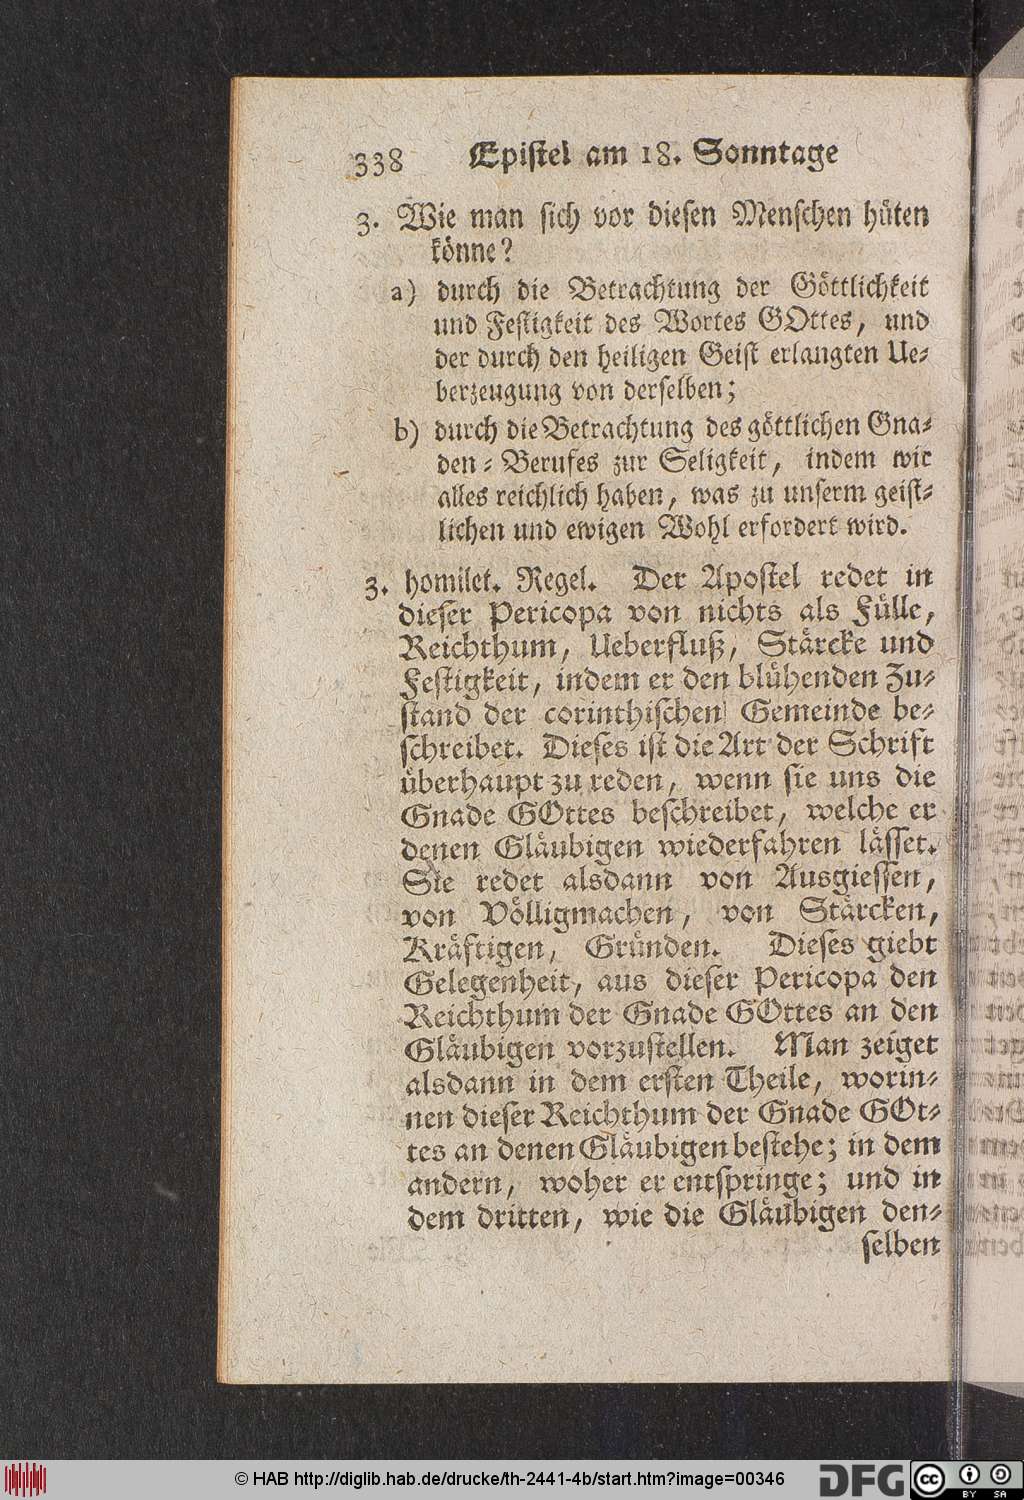 338 Epistel am 18. Sonntage
3. Wie man sich vor diesen Menschen hüten
könne?
a) durch die Betrachtung der Göttlichkeit
und Festigkeit des Wortes GOttes, und
der durch den heiligen Geist erlangten Ue-
berzeugung von derselben;
b) durch die Betrachtung des göttlichen Gna-
den-Berufes zur Seligkeit, indem wir
alles reichlich haben, was zu unserm geist-
lichen und ewigen Wohl erfordert wird.
3. homilet. Regel. Der Apostel redet in
dieser Pericopa von nichts als Fülle,
Reichthum, Ueberfluß, Stärcke und
Festigkeit, indem er den blühenden Zu-
stand der corinthischen Gemeinde be-
schreibet. Dieses ist die Art der Schrift
überhaupt zu reden, wenn sie uns die
Gnade GOttes beschreibet, welche er
denen Gläubigen wiederfahren lässet.
Sie redet alsdann von Ausgiessen,
von Völligmachen, von Stärcken,
Kräftigen, Gründen. Dieses giebt
Gelegenheit, aus dieser Pericopa den
Reichthum der Gnade GOttes an den
Gläubigen vorzustellen. Man zeiget
alsdann in dem ersten Theile, worin-
nen dieser Reichthum der Gnade GOt-
tes an denen Gläubigen bestehe; in dem
andern, woher er entspringe; und in
dem dritten, wie die Gläubigen den-
selben
© HAB http://diglib.hab.de/drucke/th-2441-4b/start.htm?image=00346
DFG
cc BY SA